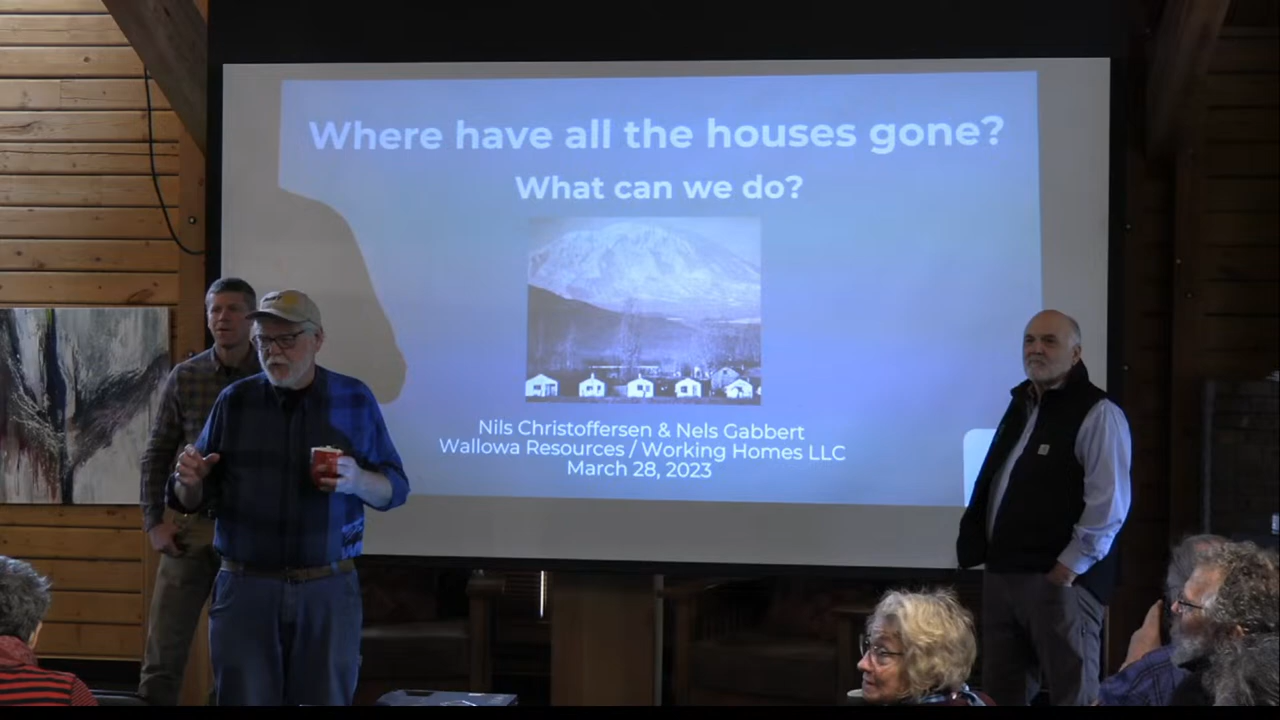 Where have all the houses gone?
What can we do?
Nils Christoffersen & Nels Gabbert
Wallowa Resources / Working Homes LLC
March 28, 2023